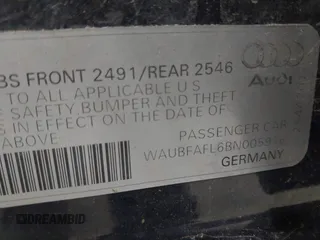 BS FRONT 2491/REAR 2546
TO ALL APPLICABLE U S
E SAFETY BUMPER AND THEFT
IN EFFECT ON THE DATE OF
ABOVE
Audi
PASSENGER CAR
GERMANY
DREAMBID